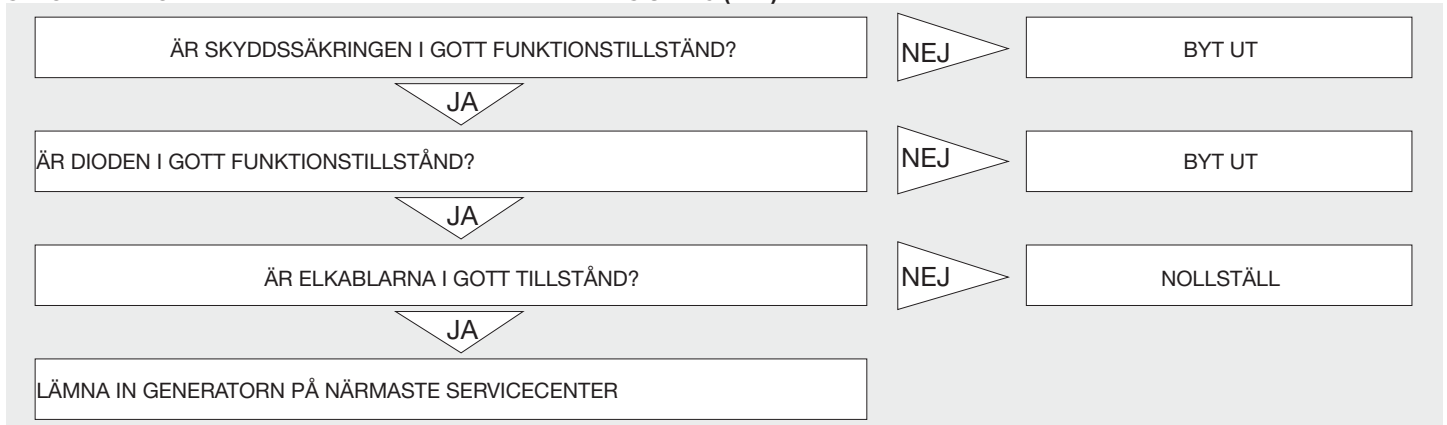 ÄR SKYDDSSÄKRINGEN I GOTT FUNKTIONSTILLSTÄND?
NEJ
BYT UT
JA
ÄR DIODEN I GOTT FUNKTIONSTILLSTÅND?
NEJ
BYT UT
JA
ÄR ELKABLARNA I GOTT TILLSTÅND?
NEJ
NOLLSTÄLL
JA
LÄMNA IN GENERATORN PÅ NÄRMASTE SERVICECENTER